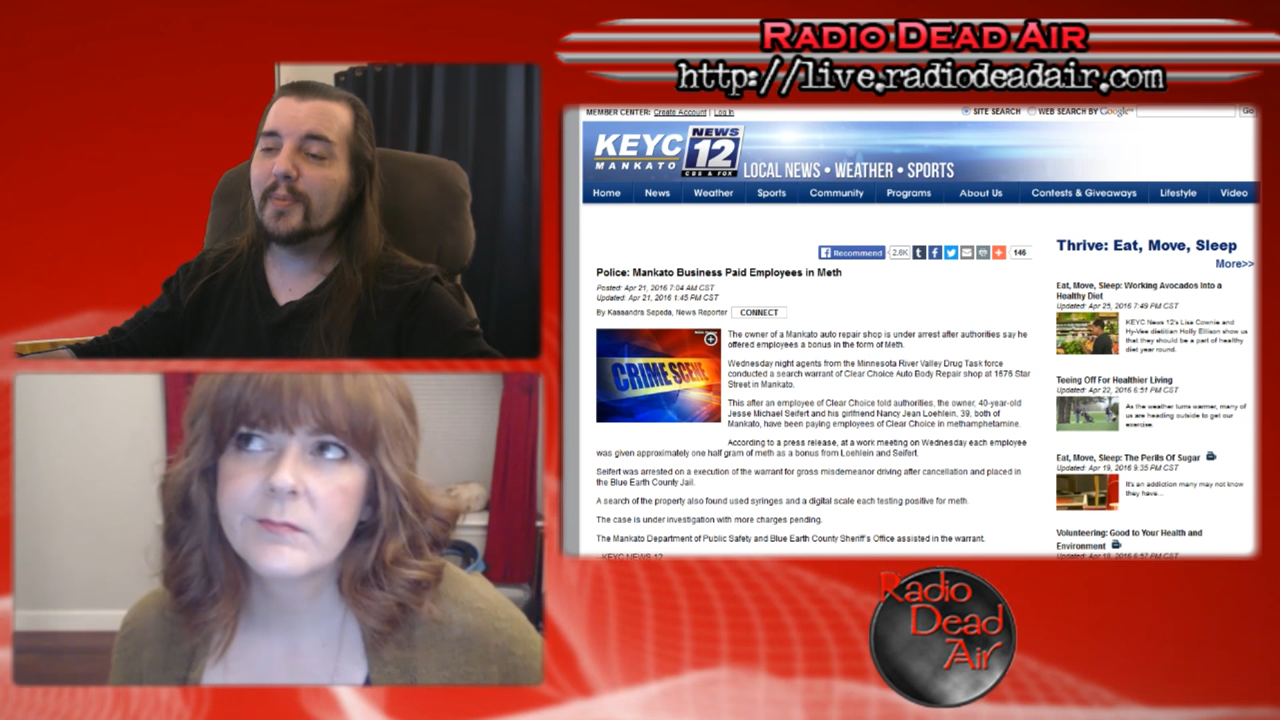 RADIO DEAD AIR
http://live.radiodeadair.com
MEMBER CENTER: Create Account | Log In
SITE SEARCH WEB SEARCH BY Google Go
KEYC NEWS 12
MANKATO CBS & FOX
LOCAL NEWS • WEATHER • SPORTS
Home News Weather Sports Community Programs About Us Contests & Giveaways Lifestyle Video
Recommend 2.6K 146
Police: Mankato Business Paid Employees in Meth
Posted: Apr 21, 2016 7:04 AM CST
Updated: Apr 21, 2016 1:45 PM CST
By Kassandra Sepeda, News Reporter CONNECT
CRIME SCENE
The owner of a Mankato auto repair shop is under arrest after authorities say he
offered employees a bonus in the form of Meth.
Wednesday night agents from the Minnesota River Valley Drug Task force
conducted a search warrant of Clear Choice Auto Body Repair shop at 1676 Star
Street in Mankato.
This after an employee of Clear Choice told authorities, the owner, 40-year-old
Jesse Michael Seifert and his girlfriend Nancy Jean Loehlein, 39, both of
Mankato, have been paying employees of Clear Choice in methamphetamine.
According to a press release, at a work meeting on Wednesday each employee
was given approximately one half gram of meth as a bonus from Loehlein and Seifert.
Seifert was arrested on a execution of the warrant for gross misdemeanor driving after cancellation and placed in
the Blue Earth County Jail.
A search of the property also found used syringes and a digital scale each testing positive for meth.
The case is under investigation with more charges pending.
The Mankato Department of Public Safety and Blue Earth County Sheriff's Office assisted in the warrant.
- KEYC NEWS 12
Thrive: Eat, Move, Sleep
More>>
Eat, Move, Sleep: Working Avocados Into a
Healthy Diet
Updated: Apr 25, 2016 7:49 PM CST
KEYC News 12's Lisa Cownie and
Hy-Vee dietitian Holly Ellison show us
that they should be a part of healthy
diet year round.
Teeing Off For Healthier Living
Updated: Apr 22, 2016 6:51 PM CST
As the weather turns warmer, many of
us are heading outside to get our
exercise.
Eat, Move, Sleep: The Perils Of Sugar
Updated: Apr 19, 2016 9:35 PM CST
It's an addiction many may not know
they have...
Volunteering: Good to Your Health and
Environment
Updated: Apr 18, 2016 6:57 PM CST
Radio
Dead
Air